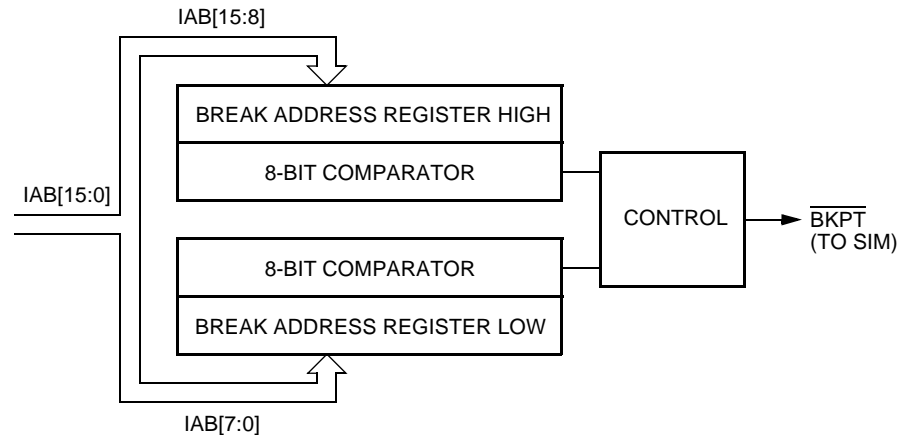 IAB[15:8]
BREAK ADDRESS REGISTER HIGH
8-BIT COMPARATOR
IAB[15:0]
CONTROL
BKPT
(TO SIM)
8-BIT COMPARATOR
BREAK ADDRESS REGISTER LOW
IAB[7:0]